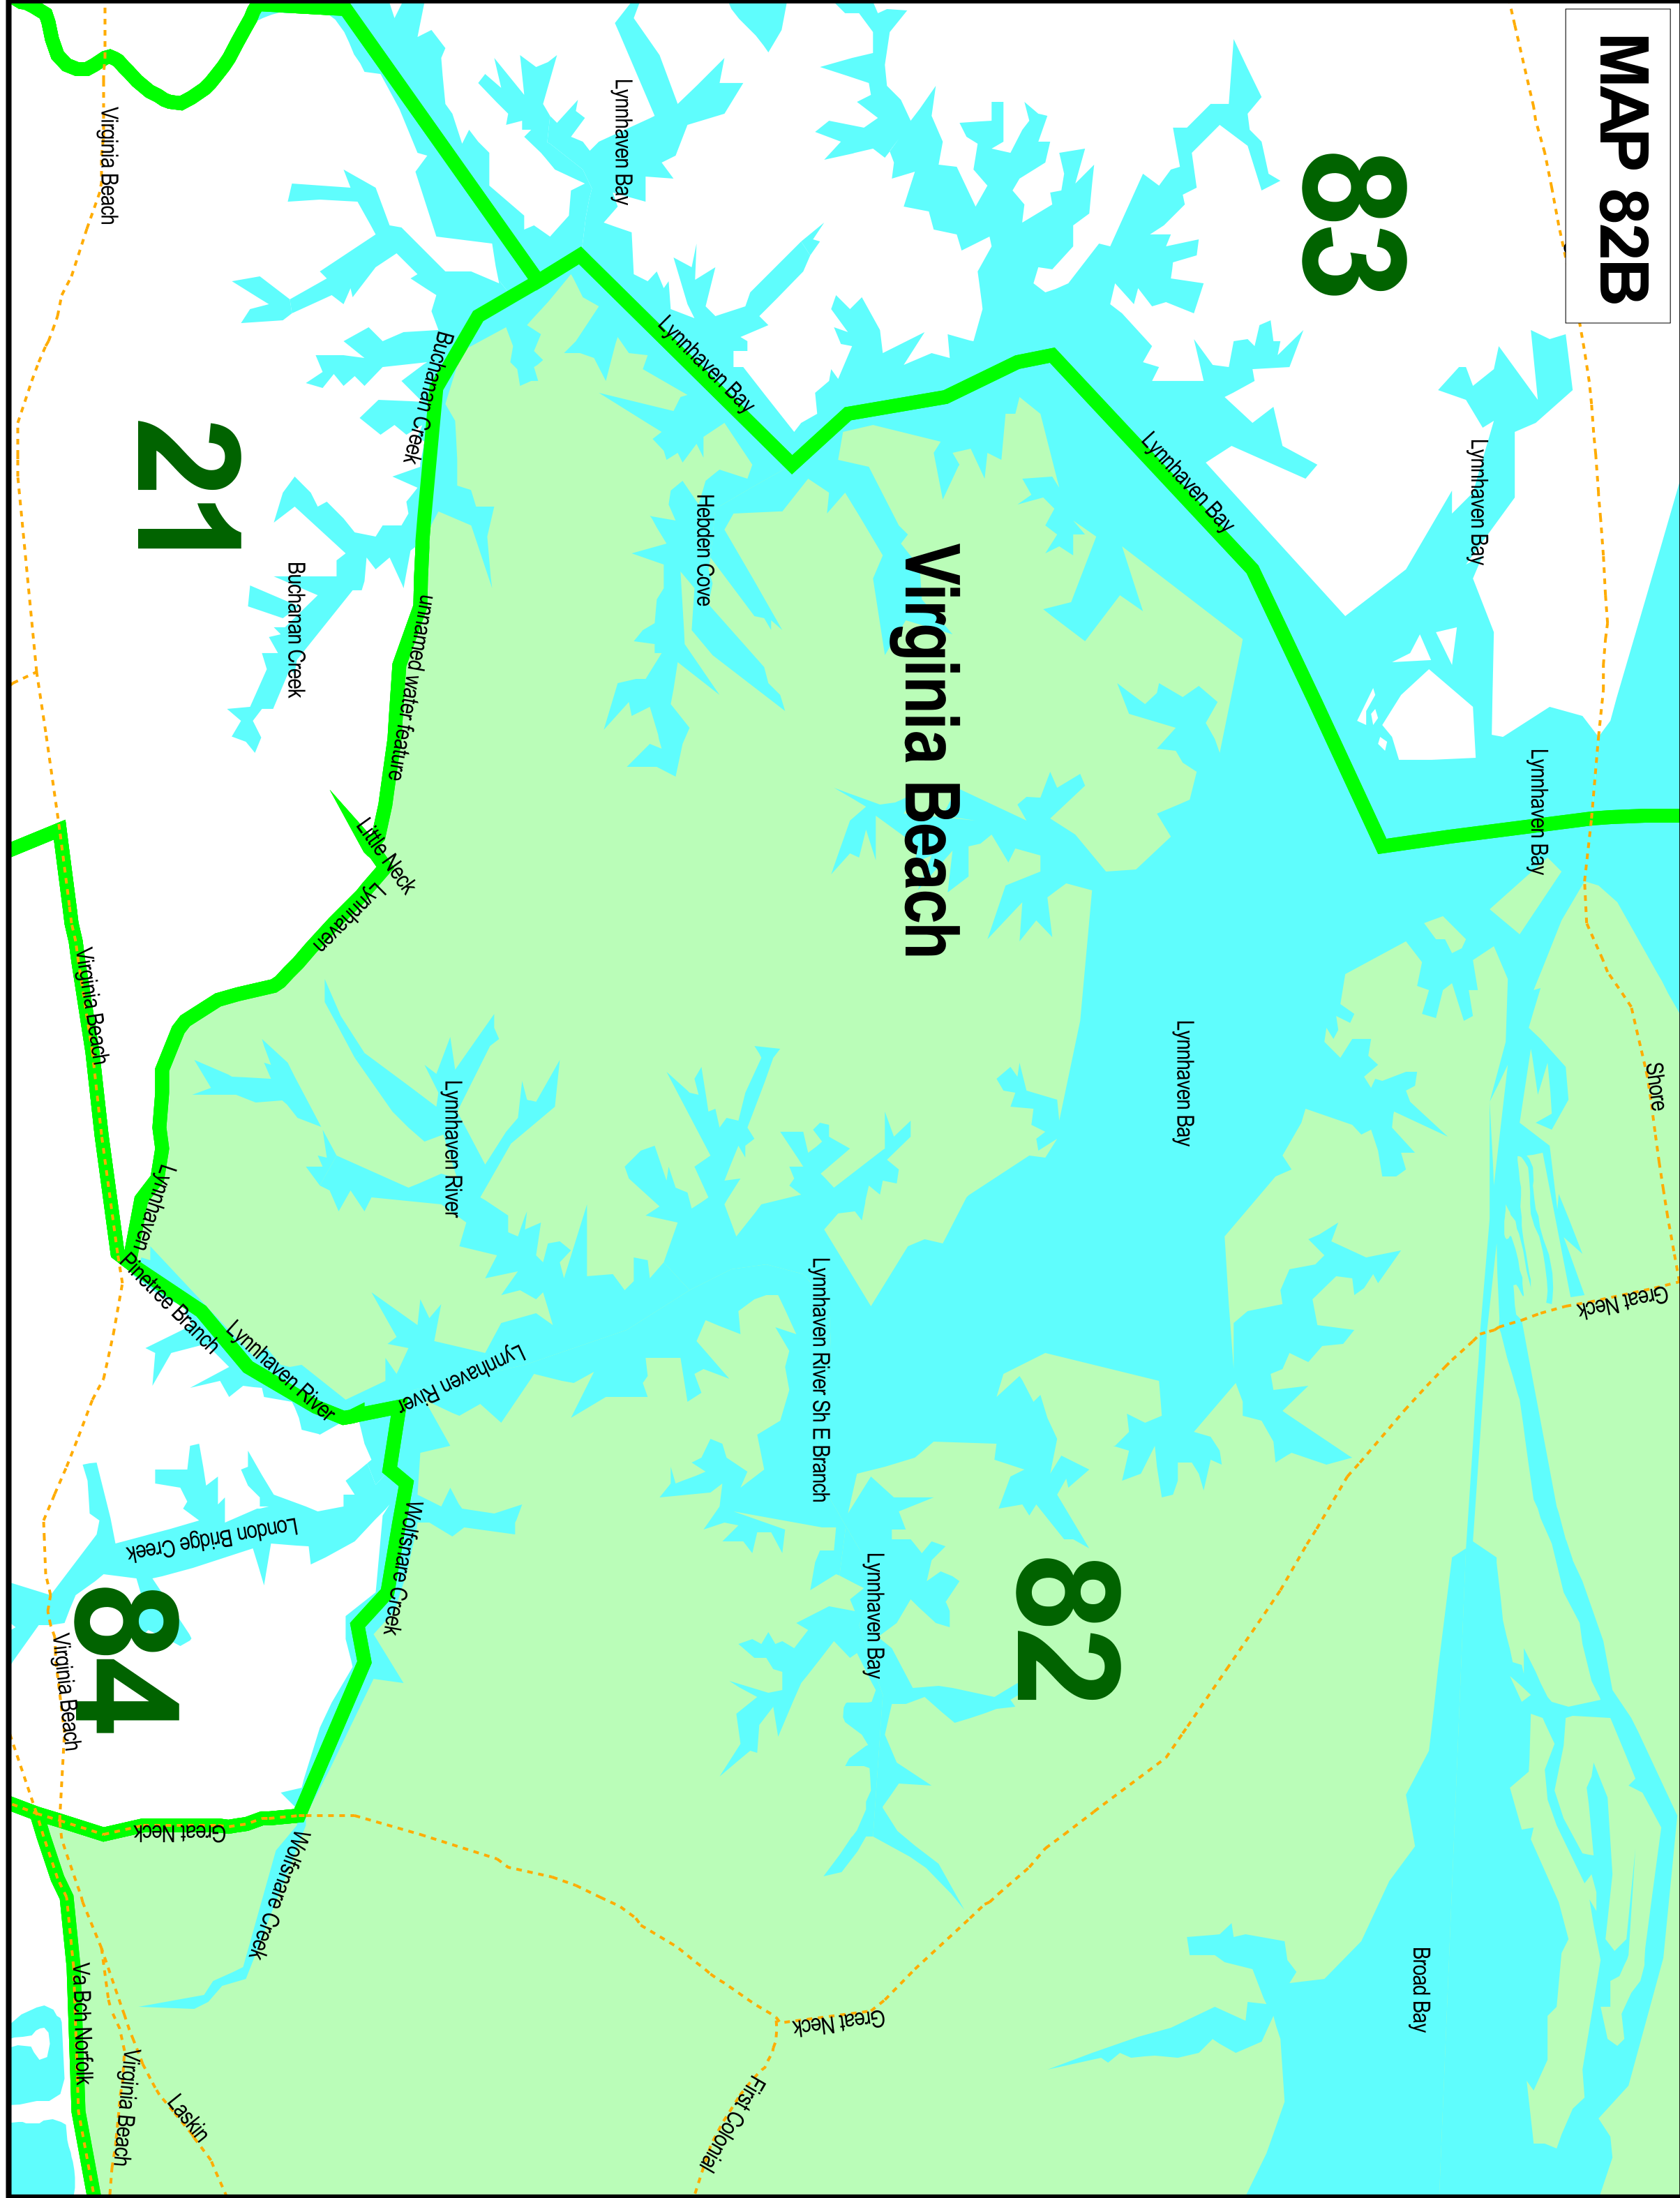 MAP 82B
83
Lynnhaven Bay
Lynnhaven Bay
Lynnhaven Bay
Shore
Great Neck
Lynnhaven Bay
Lynnhaven Bay
Virginia Beach
Lynnhaven River Sh E Branch
82
Lynnhaven Bay
Broad Bay
Great Neck
First Colonial
Lynnhaven Bay
Lynnhaven Bay
Hebden Cove
Buchanan Creek
unnamed water feature
Little Neck
Lynnhaven
Lynnhaven River
Lynnhaven River
Wolfsnare Creek
Buchanan Creek
21
Lynnhaven
Pinetree Branch
Lynnhaven River
London Bridge Creek
84
Great Neck
Wolfsnare Creek
Laskin
Virginia Beach
Virginia Beach
Virginia Beach
Va Bch Norfolk
Virginia Beach